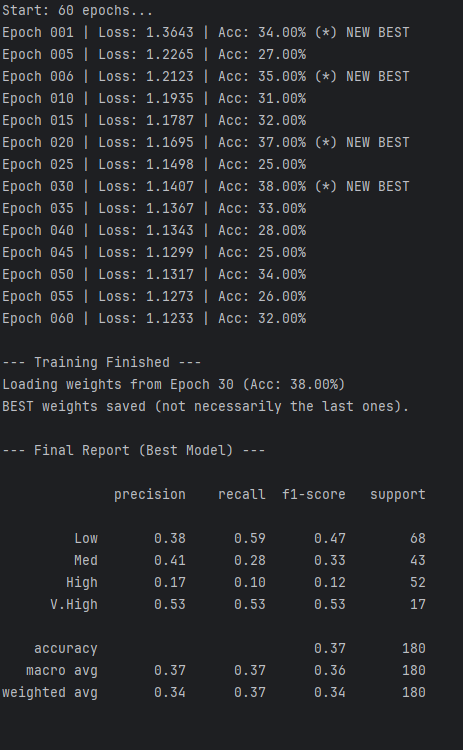 Start: 60 epochs...
Epoch 001 | Loss: 1.3643 | Acc: 34.00% (*) NEW BEST
Epoch 005 | Loss: 1.2265 | Acc: 27.00%
Epoch 006 | Loss: 1.2123 | Acc: 35.00% (*) NEW BEST
Epoch 010 | Loss: 1.1935 | Acc: 31.00%
Epoch 015 | Loss: 1.1787 | Acc: 32.00%
Epoch 020 | Loss: 1.1695 | Acc: 37.00% (*) NEW BEST
Epoch 025 | Loss: 1.1498 | Acc: 25.00%
Epoch 030 | Loss: 1.1407 | Acc: 38.00% (*) NEW BEST
Epoch 035 | Loss: 1.1367 | Acc: 33.00%
Epoch 040 | Loss: 1.1343 | Acc: 28.00%
Epoch 045 | Loss: 1.1299 | Acc: 25.00%
Epoch 050 | Loss: 1.1317 | Acc: 34.00%
Epoch 055 | Loss: 1.1273 | Acc: 26.00%
Epoch 060 | Loss: 1.1233 | Acc: 32.00%
--- Training Finished ---
Loading weights from Epoch 30 (Acc: 38.00%)
BEST weights saved (not necessarily the last ones).
--- Final Report (Best Model) ---
precision recall f1-score support
Low 0.38 0.59 0.47 68
Med 0.41 0.28 0.33 43
High 0.17 0.10 0.12 52
V.High 0.53 0.53 0.53 17
accuracy 0.37 180
macro avg 0.37 0.37 0.36 180
weighted avg 0.34 0.37 0.34 180